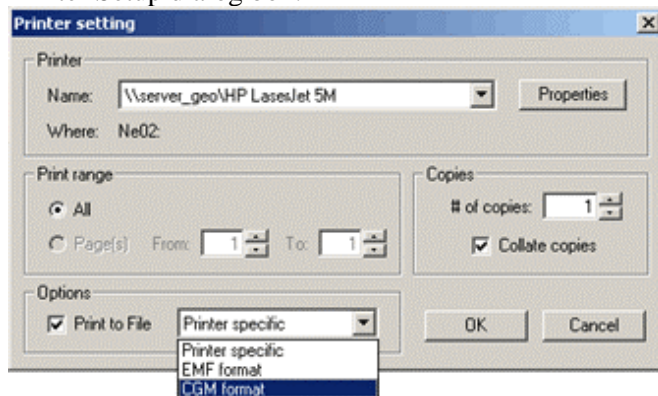 Printer setting
Printer
Name: \\server_geo\HP LaserJet 5M Properties
Where: Ne02:
Print range
All
Page(s) From: 1 To: 1
Copies
# of copies: 1
Collate copies
Options
Print to File Printer specific
Printer specific
EMF format
CGM format
OK Cancel